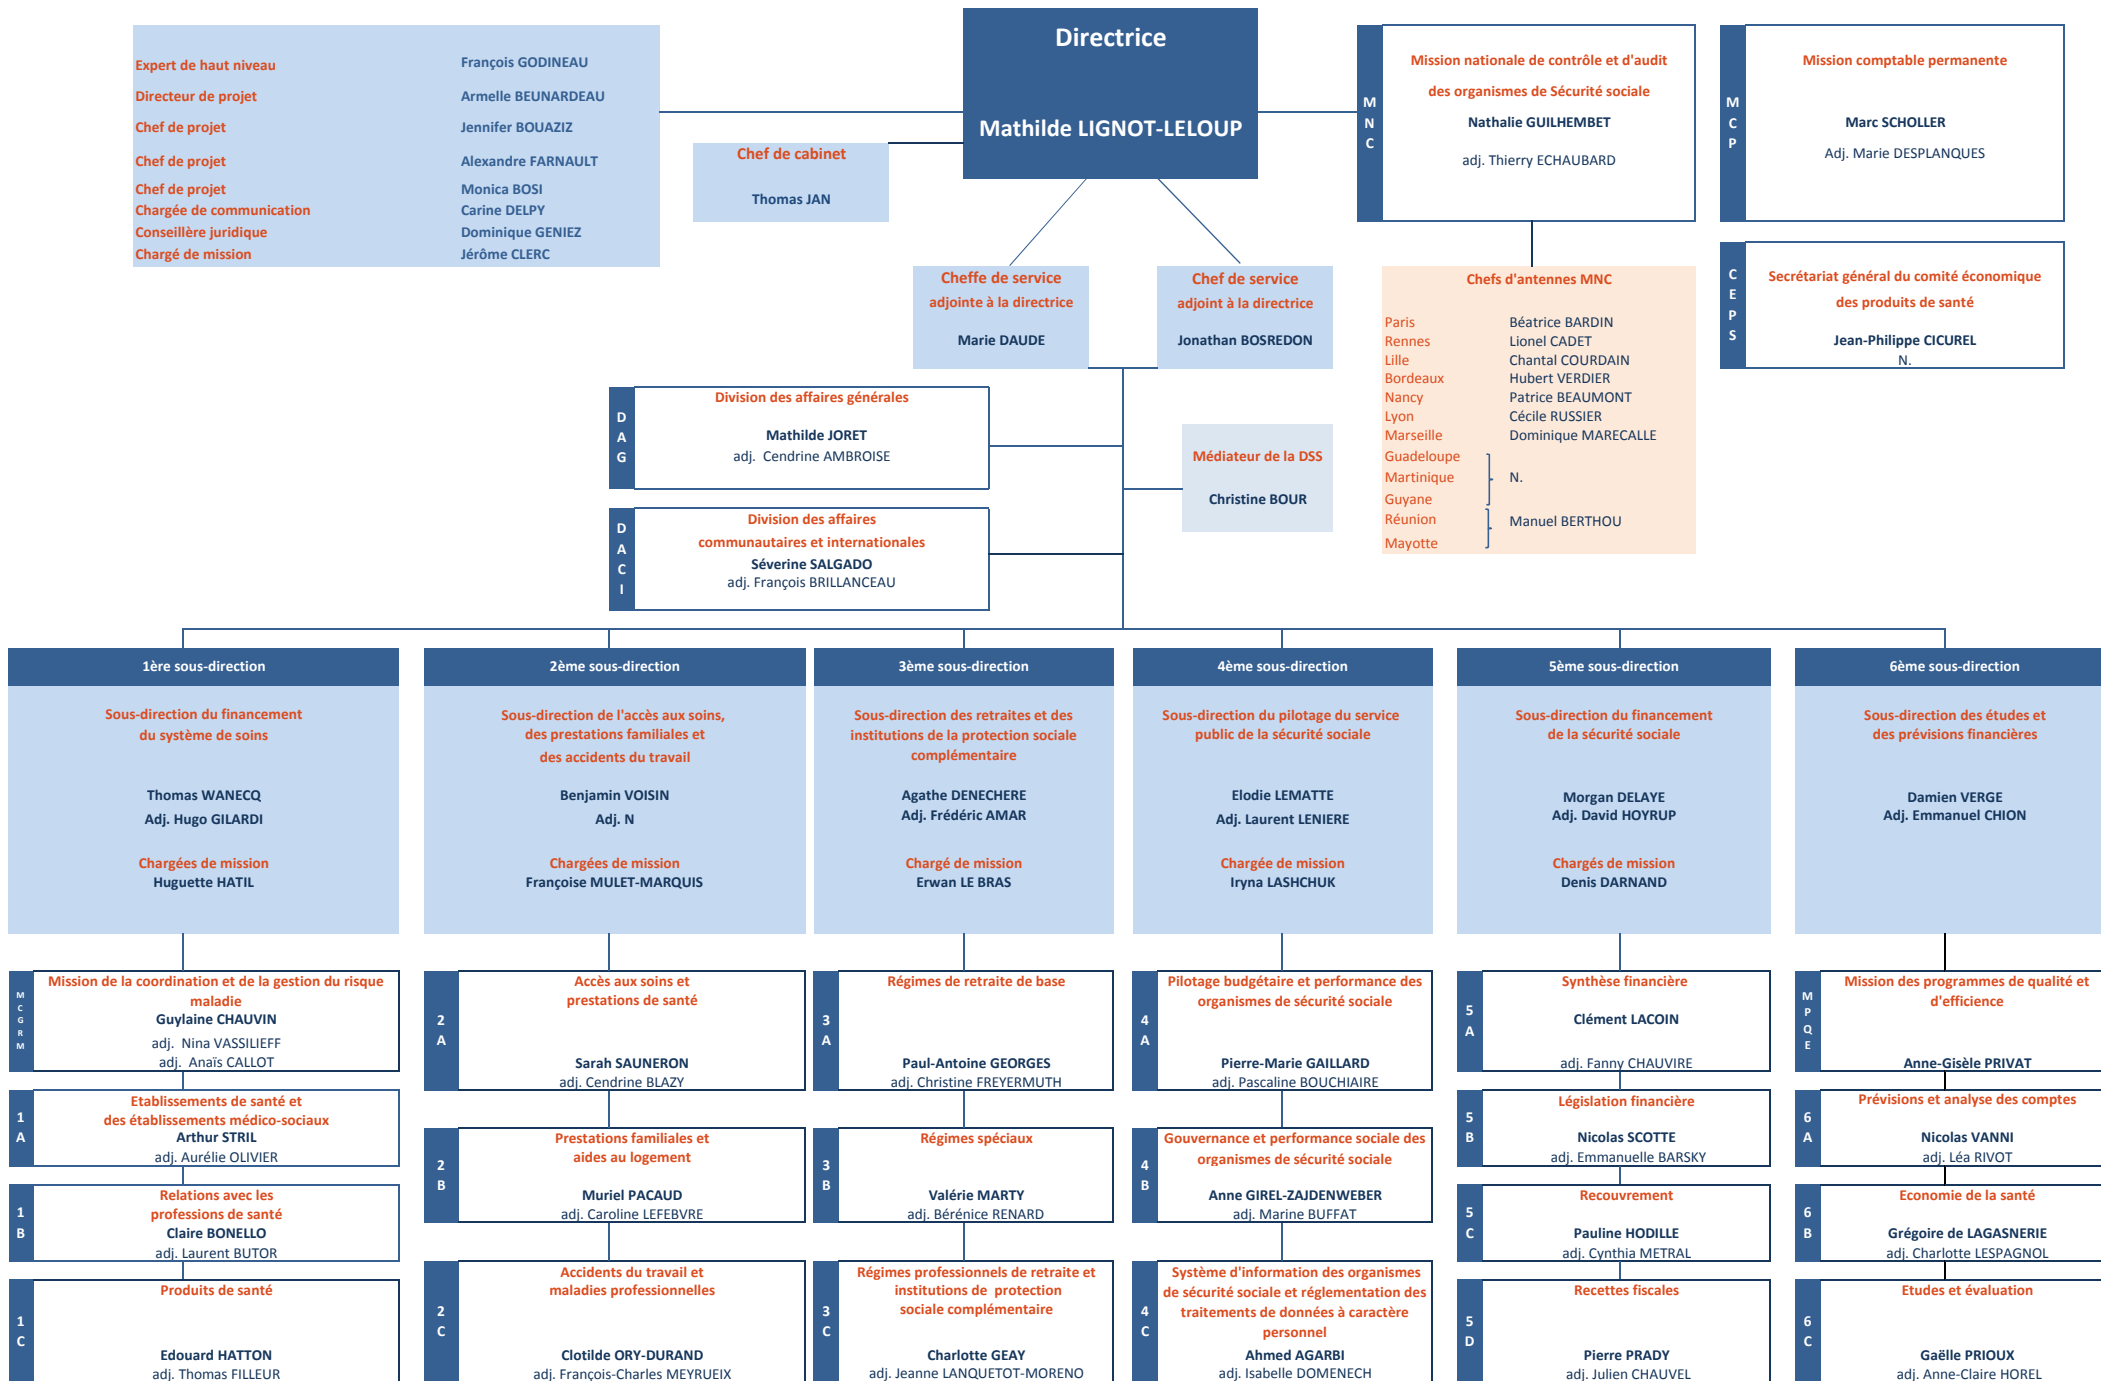 Directrice
Mathilde LIGNOT-LELOUP
Expert de haut niveau François GODINEAU
Directeur de projet Armelle BEUNARDEAU
Chef de projet Jennifer BOUAZIZ
Chef de projet Alexandre FARNAULT
Chef de projet Monica BOSI
Chargée de communication Carine DELPY
Conseillère juridique Dominique GENIEZ
Chargé de mission Jérôme CLERC
Chef de cabinet
Thomas JAN
MNC
Mission nationale de contrôle et d'audit
des organismes de Sécurité sociale
Nathalie GUILHEMBET
adj. Thierry ECHAUBARD
MCP
Mission comptable permanente
Marc SCHOLLER
Adj. Marie DESPLANQUES
CEPS
Secrétariat général du comité économique
des produits de santé
Jean-Philippe CICUREL
N.
Cheffe de service
adjointe à la directrice
Marie DAUDE
Chef de service
adjoint à la directrice
Jonathan BOSREDON
Chefs d'antennes MNC
Paris Béatrice BARDIN
Rennes Lionel CADET
Lille Chantal COURDAIN
Bordeaux Hubert VERDIER
Nancy Patrice BEAUMONT
Lyon Cécile RUSSIER
Marseille Dominique MARECALLE
Guadeloupe
Martinique N.
Guyane
Réunion Manuel BERTHOU
Mayotte
DAG
Division des affaires générales
Mathilde JORET
adj. Cendrine AMBROISE
Médiateur de la DSS
Christine BOUR
DACI
Division des affaires
communautaires et internationales
Séverine SALGADO
adj. François BRILLANCEAU
1ère sous-direction
Sous-direction du financement
du système de soins
Thomas WANECQ
Adj. Hugo GILARDI
Chargées de mission
Huguette HATIL
2ème sous-direction
Sous-direction de l'accès aux soins,
des prestations familiales et
des accidents du travail
Benjamin VOISIN
Adj. N
Chargées de mission
Françoise MULET-MARQUIS
3ème sous-direction
Sous-direction des retraites et des
institutions de la protection sociale
complémentaire
Agathe DENECHERE
Adj. Frédéric AMAR
Chargé de mission
Erwan LE BRAS
4ème sous-direction
Sous-direction du pilotage du service
public de la sécurité sociale
Elodie LEMATTE
Adj. Laurent LENIERE
Chargée de mission
Iryna LASHCHUK
5ème sous-direction
Sous-direction du financement
de la sécurité sociale
Morgan DELAYE
Adj. David HOYRUP
Chargés de mission
Denis DARNAND
6ème sous-direction
Sous-direction des études et
des prévisions financières
Damien VERGE
Adj. Emmanuel CHION
MCGRM
Mission de la coordination et de la gestion du risque
maladie
Guylaine CHAUVIN
adj. Nina VASSILIEFF
adj. Anaïs CALLOT
1A
Etablissements de santé et
des établissements médico-sociaux
Arthur STRIL
adj. Aurélie OLIVIER
1B
Relations avec les
professions de santé
Claire BONELLO
adj. Laurent BUTOR
1C
Produits de santé
Edouard HATTON
adj. Thomas FILLEUR
2A
Accès aux soins et
prestations de santé
Sarah SAUNERON
adj. Cendrine BLAZY
2B
Prestations familiales et
aides au logement
Muriel PACAUD
adj. Caroline LEFEBVRE
2C
Accidents du travail et
maladies professionnelles
Clotilde ORY-DURAND
adj. François-Charles MEYRUEIX
3A
Régimes de retraite de base
Paul-Antoine GEORGES
adj. Christine FREYERMUTH
3B
Régimes spéciaux
Valérie MARTY
adj. Bérénice RENARD
3C
Régimes professionnels de retraite et
institutions de protection
sociale complémentaire
Charlotte GEAY
adj. Jeanne LANQUETOT-MORENO
4A
Pilotage budgétaire et performance des
organismes de sécurité sociale
Pierre-Marie GAILLARD
adj. Pascaline BOUCHIAIRE
4B
Gouvernance et performance sociale des
organismes de sécurité sociale
Anne GIREL-ZAJDENWEBER
adj. Marine BUFFAT
4C
Système d'information des organismes
de sécurité sociale et réglementation des
traitements de données à caractère
personnel
Ahmed AGARBI
adj. Isabelle DOMENECH
5A
Synthèse financière
Clément LACOIN
adj. Fanny CHAUVIRE
5B
Législation financière
Nicolas SCOTTE
adj. Emmanuelle BARSKY
5C
Recouvrement
Pauline HODILLE
adj. Cynthia METRAL
5D
Recettes fiscales
Pierre PRADY
adj. Julien CHAUVEL
MPQE
Mission des programmes de qualité et
d'efficience
Anne-Gisèle PRIVAT
6A
Prévisions et analyse des comptes
Nicolas VANNI
adj. Léa RIVOT
6B
Economie de la santé
Grégoire de LAGASNERIE
adj. Charlotte LESPAGNOL
6C
Etudes et évaluation
Gaëlle PRIOUX
adj. Anne-Claire HOREL